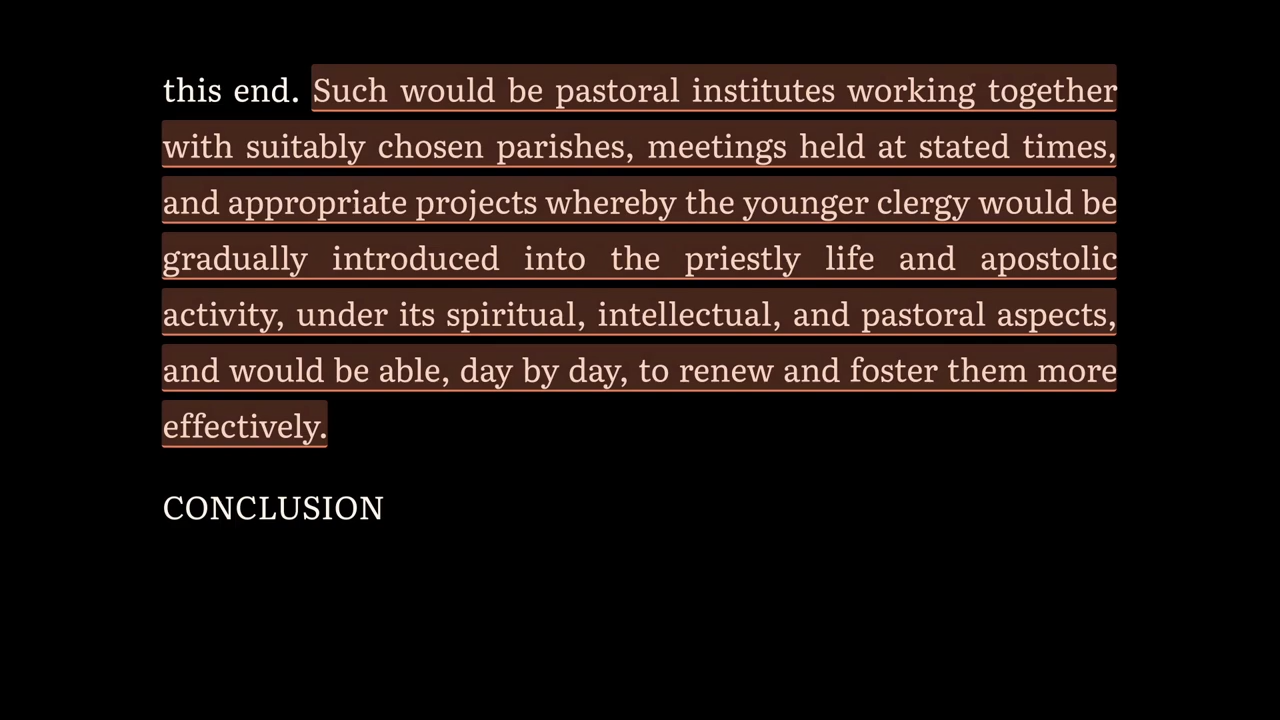 this end. Such would be pastoral institutes working together
with suitably chosen parishes, meetings held at stated times,
and appropriate projects whereby the younger clergy would be
gradually introduced into the priestly life and apostolic
activity, under its spiritual, intellectual, and pastoral aspects,
and would be able, day by day, to renew and foster them more
effectively.
CONCLUSION